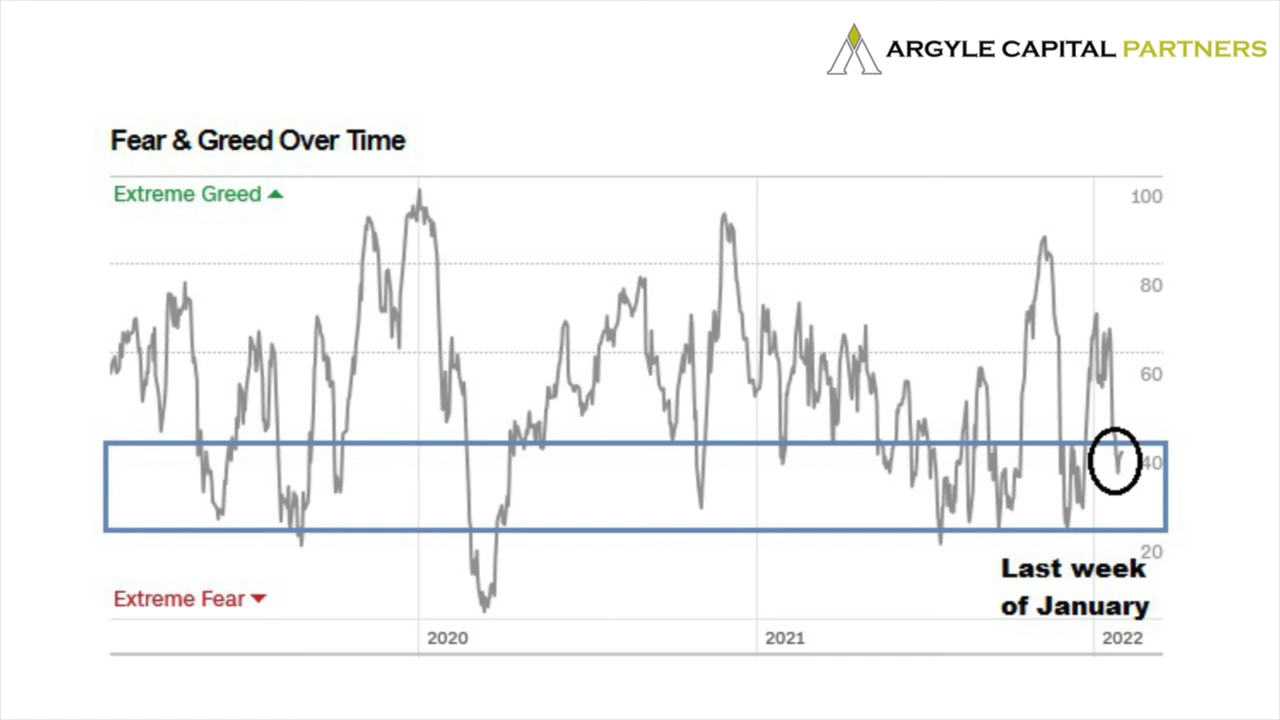 ARGYLE CAPITAL PARTNERS
Fear & Greed Over Time
Extreme Greed ▲
100
80
60
40
20
Last week
of January
Extreme Fear ▼
2020
2021
2022